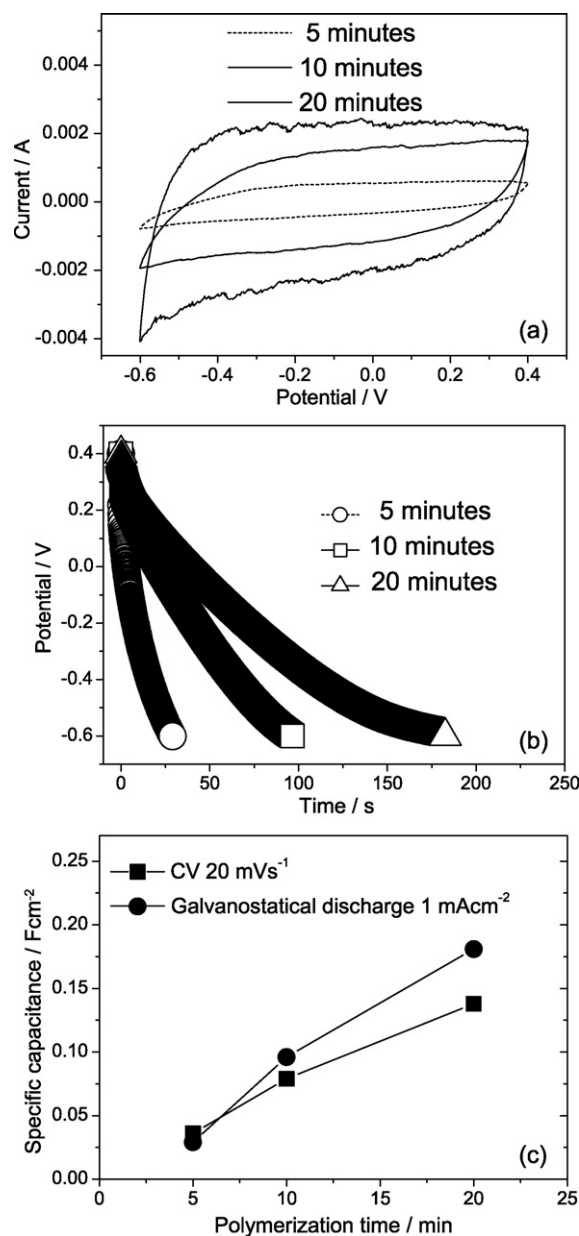 5 minutes
10 minutes
20 minutes
0.004
0.002
0.000
-0.002
-0.004
Current / A
(a)
-0.6 -0.4 -0.2 0.0 0.2 0.4
Potential / V
0.4
0.2
0.0
-0.2
-0.4
-0.6
Potential / V
5 minutes
10 minutes
20 minutes
(b)
0 50 100 150 200 250
Time / s
0.25
0.20
0.15
0.10
0.05
0.00
Specific capacitance / Fcm⁻²
CV 20 mVs⁻¹
Galvanostatical discharge 1 mAcm⁻²
(c)
0 5 10 15 20 25
Polymerization time / min